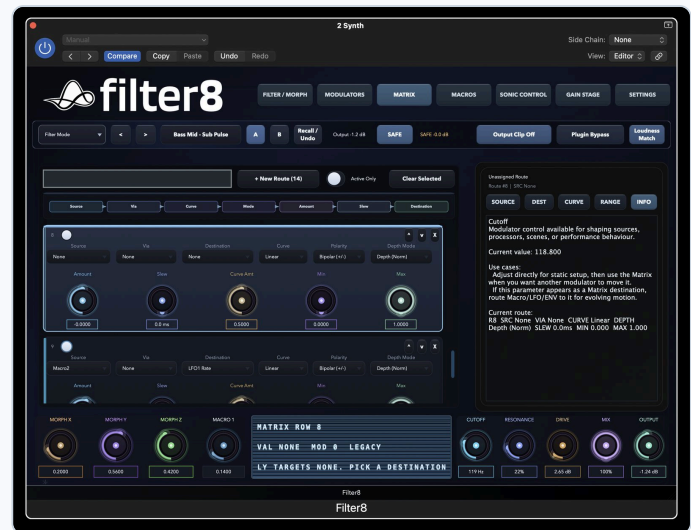 2 Synth
Manual
Side Chain: None
< > Compare Copy Paste Undo Redo
View: Editor
filter8
FILTER / MORPH MODULATORS MATRIX MACROS SONIC CONTROL GAIN STAGE SETTINGS
Filter Mode < > Bass Mid - Sub Pulse A B Recall / Undo Output -1.2 dB SAFE SAFE -0.0 dB Output Clip Off Plugin Bypass Loudness Match
+ New Route (14) Active Only Clear Selected
Source Via Curve Mode Amount Slew Destination
8 ^ v X
Source Via Destination Curve Polarity Depth Mode
None None None Linear Bipolar (+/-) Depth (Norm)
Amount Slew Curve Amt Min Max
-0.0000 0.0 ms 0.5000 0.0000 1.0000
9 ^ v X
Source Via Destination Curve Polarity Depth Mode
Macro2 None LFO1 Rate Linear Bipolar (+/-) Depth (Norm)
Amount Slew Curve Amt Min Max
Unassigned Route
Route #8 | SRC None
SOURCE DEST CURVE RANGE INFO
Cutoff
Modulator control available for shaping sources,
processors, scenes, or performance behaviour.
Current value: 118.800
Use cases:
Adjust directly for static setup, then use the Matrix
when you want another modulator to move it.
If this parameter appears as a Matrix destination,
route Macro/LFO/ENV to it for evolving motion.
Current route:
R8 SRC None VIA None CURVE Linear DEPTH
Depth (Norm) SLEW 0.0ms MIN 0.000 MAX 1.000
MORPH X MORPH Y MORPH Z MACRO 1
0.2000 0.5600 0.4200 0.1400
MATRIX ROW 8
VAL NONE MOD 0 LEGACY
LY TARGETS NONE. PICK A DESTINATION
CUTOFF RESONANCE DRIVE MIX OUTPUT
119 Hz 22% 2.65 dB 100% -1.24 dB
Filter8
Filter8